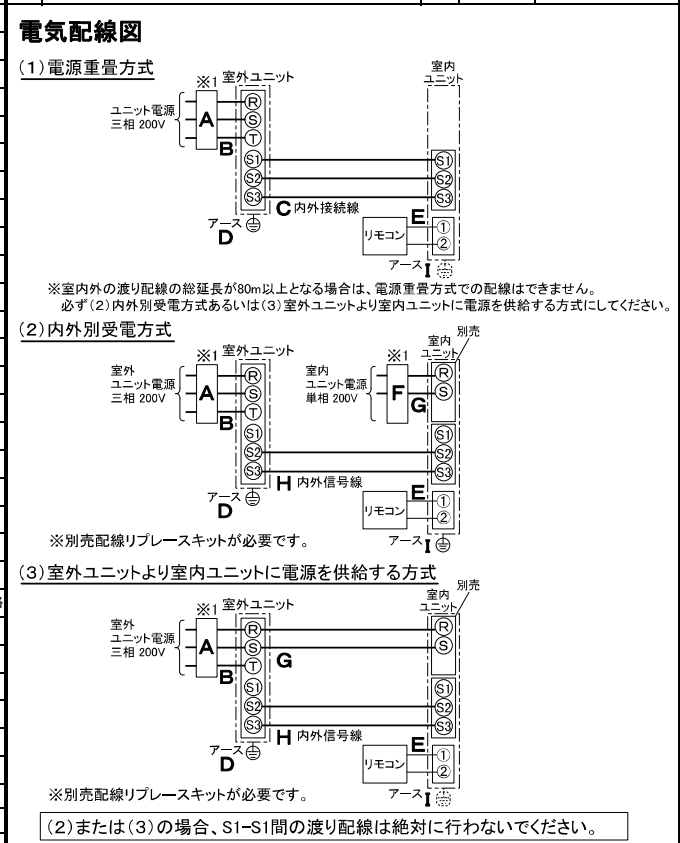 電気配線図
(1)電源重畳方式
※1 室外ユニット
室内
ユニット
ユニット電源
三相 200V
A
B
R
S
T
S1
S2
S3
S1
S2
S3
C 内外接続線
アース
D
リモコン
E
①
②
アース I
※室内外の渡り配線の総延長が80m以上となる場合は、電源重畳方式での配線はできません。
必ず(2)内外別受電方式あるいは(3)室外ユニットより室内ユニットに電源を供給する方式にしてください。
(2)内外別受電方式
※1 室外ユニット
室外
ユニット電源
三相 200V
A
B
R
S
T
S1
S2
S3
室内
ユニット電源
単相 200V
※1
F
G
室内
ユニット
別売
R
S
S1
S2
S3
H 内外信号線
アース
D
リモコン
E
①
②
アース I
※別売配線リプレースキットが必要です。
(3)室外ユニットより室内ユニットに電源を供給する方式
※1 室外ユニット
室外
ユニット電源
三相 200V
A
B
R
S
T
S1
S2
S3
G
室内
ユニット
別売
R
S
S1
S2
S3
H 内外信号線
アース
D
リモコン
E
①
②
アース I
※別売配線リプレースキットが必要です。
(2)または(3)の場合、S1-S1間の渡り配線は絶対に行わないでください。